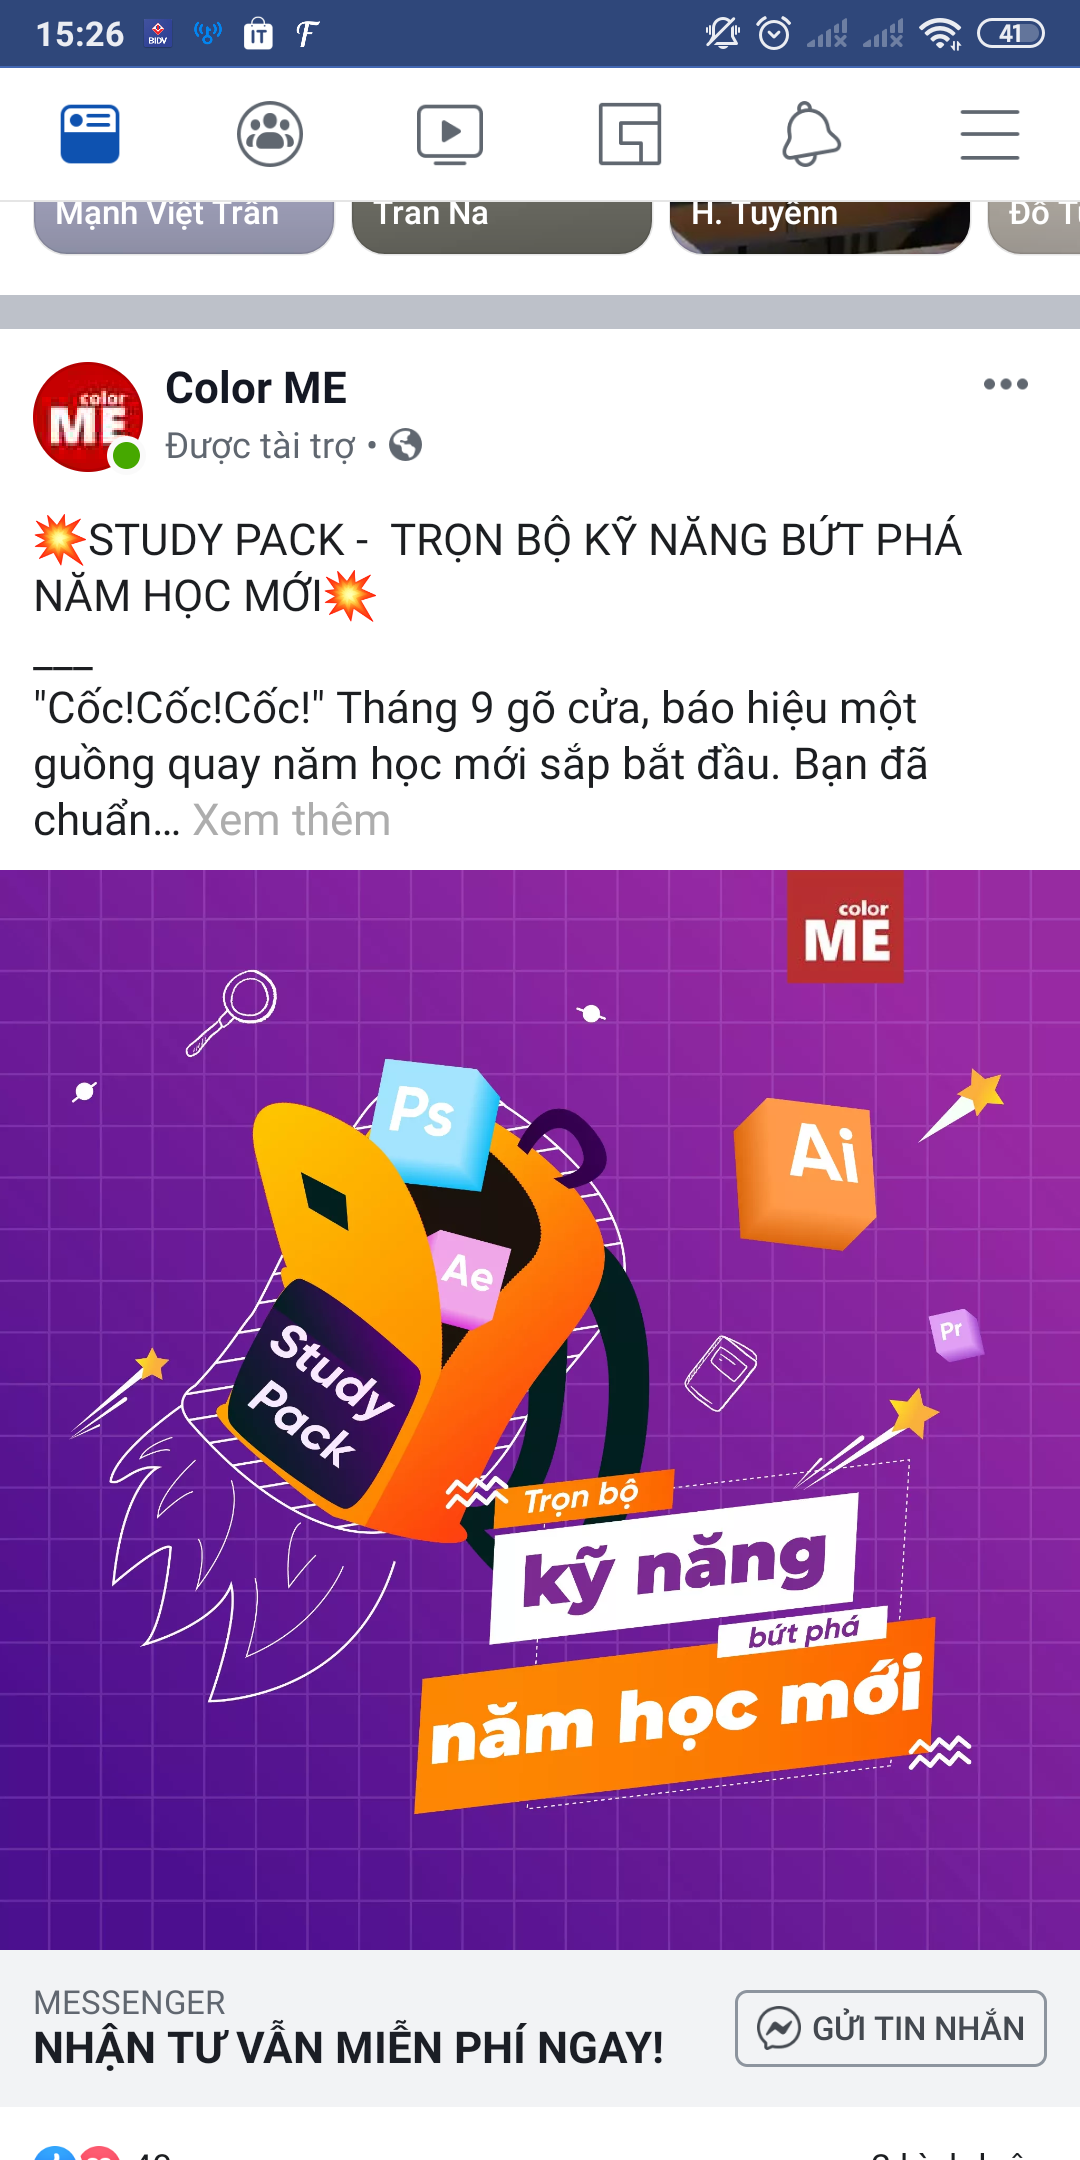 15:26
BIDV
IT
F
41
Mạnh Việt Trần
Tran Na
H. Tuyênn
color
ME
Color ME
Được tài trợ •
💥STUDY PACK - TRỌN BỘ KỸ NĂNG BỨT PHÁ
NĂM HỌC MỚI💥
___
"Cốc!Cốc!Cốc!" Tháng 9 gõ cửa, báo hiệu một
guồng quay năm học mới sắp bắt đầu. Bạn đã
chuẩn... Xem thêm
color
ME
Ps
Ai
Ae
Pr
Study
Pack
Trọn bộ
kỹ năng
bứt phá
năm học mới
MESSENGER
NHẬN TƯ VẤN MIỄN PHÍ NGAY!
GỬI TIN NHẮN